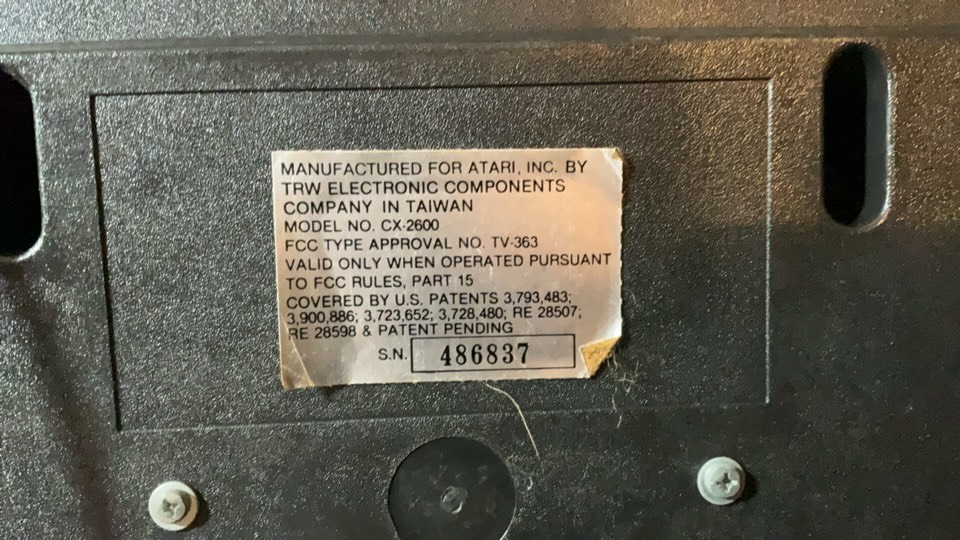 MANUFACTURED FOR ATARI, INC. BY
TRW ELECTRONIC COMPONENTS
COMPANY IN TAIWAN
MODEL NO. CX-2600
FCC TYPE APPROVAL NO. TV-363
VALID ONLY WHEN OPERATED PURSUANT
TO FCC RULES, PART 15
COVERED BY U.S. PATENTS 3,793,483;
3,900,886; 3,723,652; 3,728,480; RE 28507;
RE 28598 & PATENT PENDING
S.N. 486837